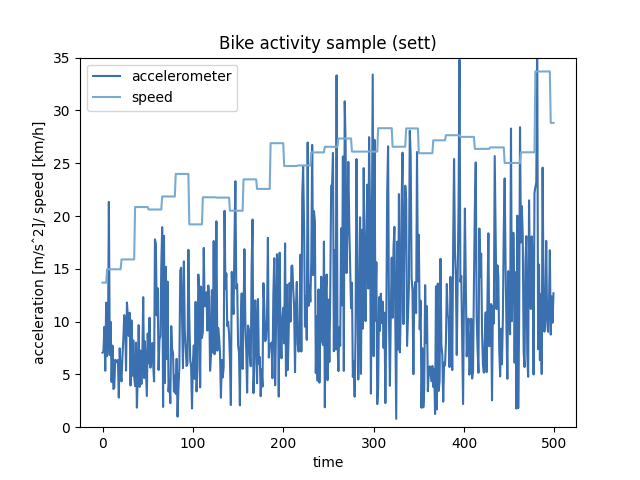 Bike activity sample (sett)
accelerometer
speed
acceleration [m/s^2]/ speed [km/h]
35
30
25
20
15
10
5
0
0 100 200 300 400 500
time